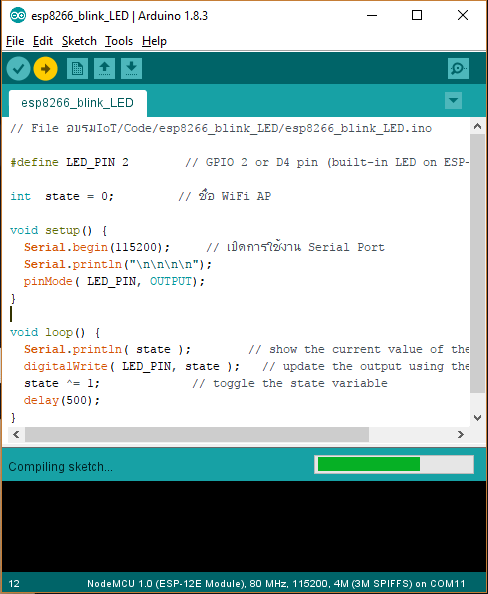 esp8266_blink_LED | Arduino 1.8.3
File Edit Sketch Tools Help
esp8266_blink_LED
// File อบรมIoT/Code/esp8266_blink_LED/esp8266_blink_LED.ino
#define LED_PIN 2 // GPIO 2 or D4 pin (built-in LED on ESP-
int state = 0; // ชื่อ WiFi AP
void setup() {
Serial.begin(115200); // เปิดการใช้งาน Serial Port
Serial.println("\n\n\n\n");
pinMode( LED_PIN, OUTPUT);
}
void loop() {
Serial.println( state ); // show the current value of the
digitalWrite( LED_PIN, state ); // update the output using the
state ^= 1; // toggle the state variable
delay(500);
}
Compiling sketch...
12 NodeMCU 1.0 (ESP-12E Module), 80 MHz, 115200, 4M (3M SPIFFS) on COM11